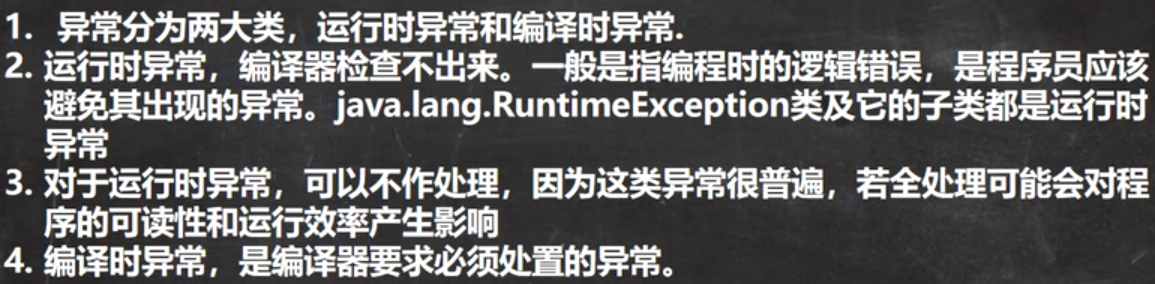 1. 异常分为两大类，运行时异常和编译时异常.
2. 运行时异常，编译器检查不出来。一般是指编程时的逻辑错误，是程序员应该
避免其出现的异常。java.lang.RuntimeException类及它的子类都是运行时
异常
3. 对于运行时异常，可以不作处理，因为这类异常很普遍，若全处理可能会对程
序的可读性和运行效率产生影响
4. 编译时异常，是编译器要求必须处置的异常。